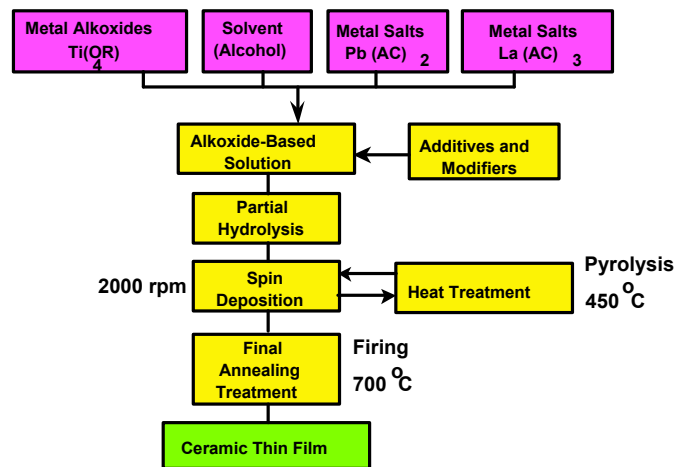 Metal Alkoxides
Ti(OR)
4
Solvent
(Alcohol)
Metal Salts
Pb (AC) 2
Metal Salts
La (AC) 3
Alkoxide-Based
Solution
Additives and
Modifiers
Partial
Hydrolysis
2000 rpm
Spin
Deposition
Heat Treatment
Pyrolysis
450 °C
Final
Annealing
Treatment
Firing
700 °C
Ceramic Thin Film